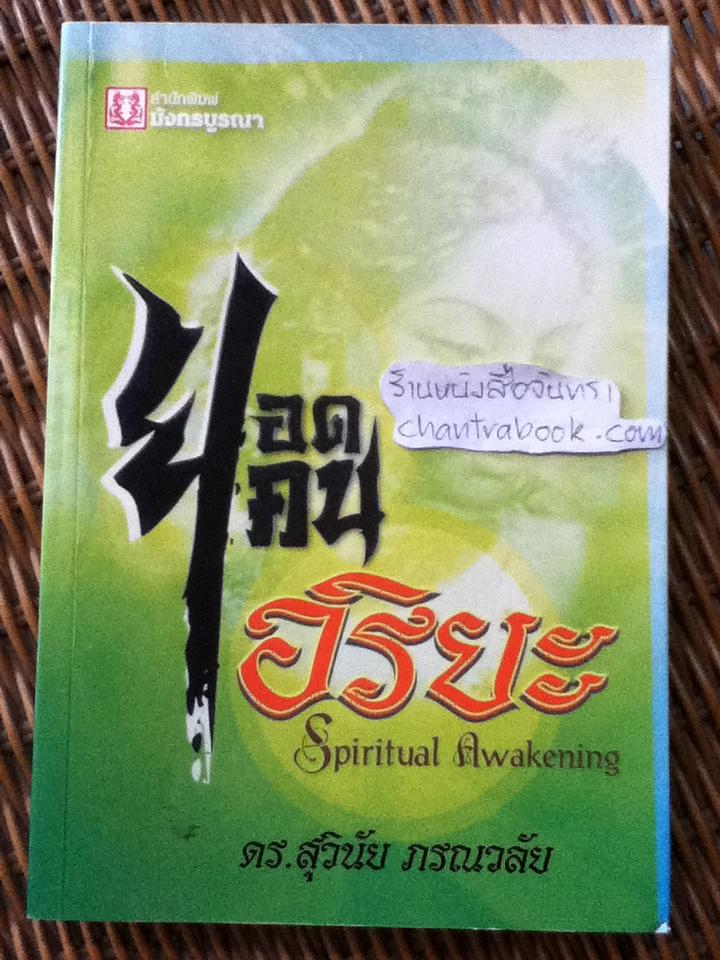 สำนักพิมพ์
มังกรบูรณา
ยอด
คน
ร้านหนังสือจันทรา
chantrabook.com
อริยะ
Spiritual Awakening
ดร.สุวินัย ภรณวลัย